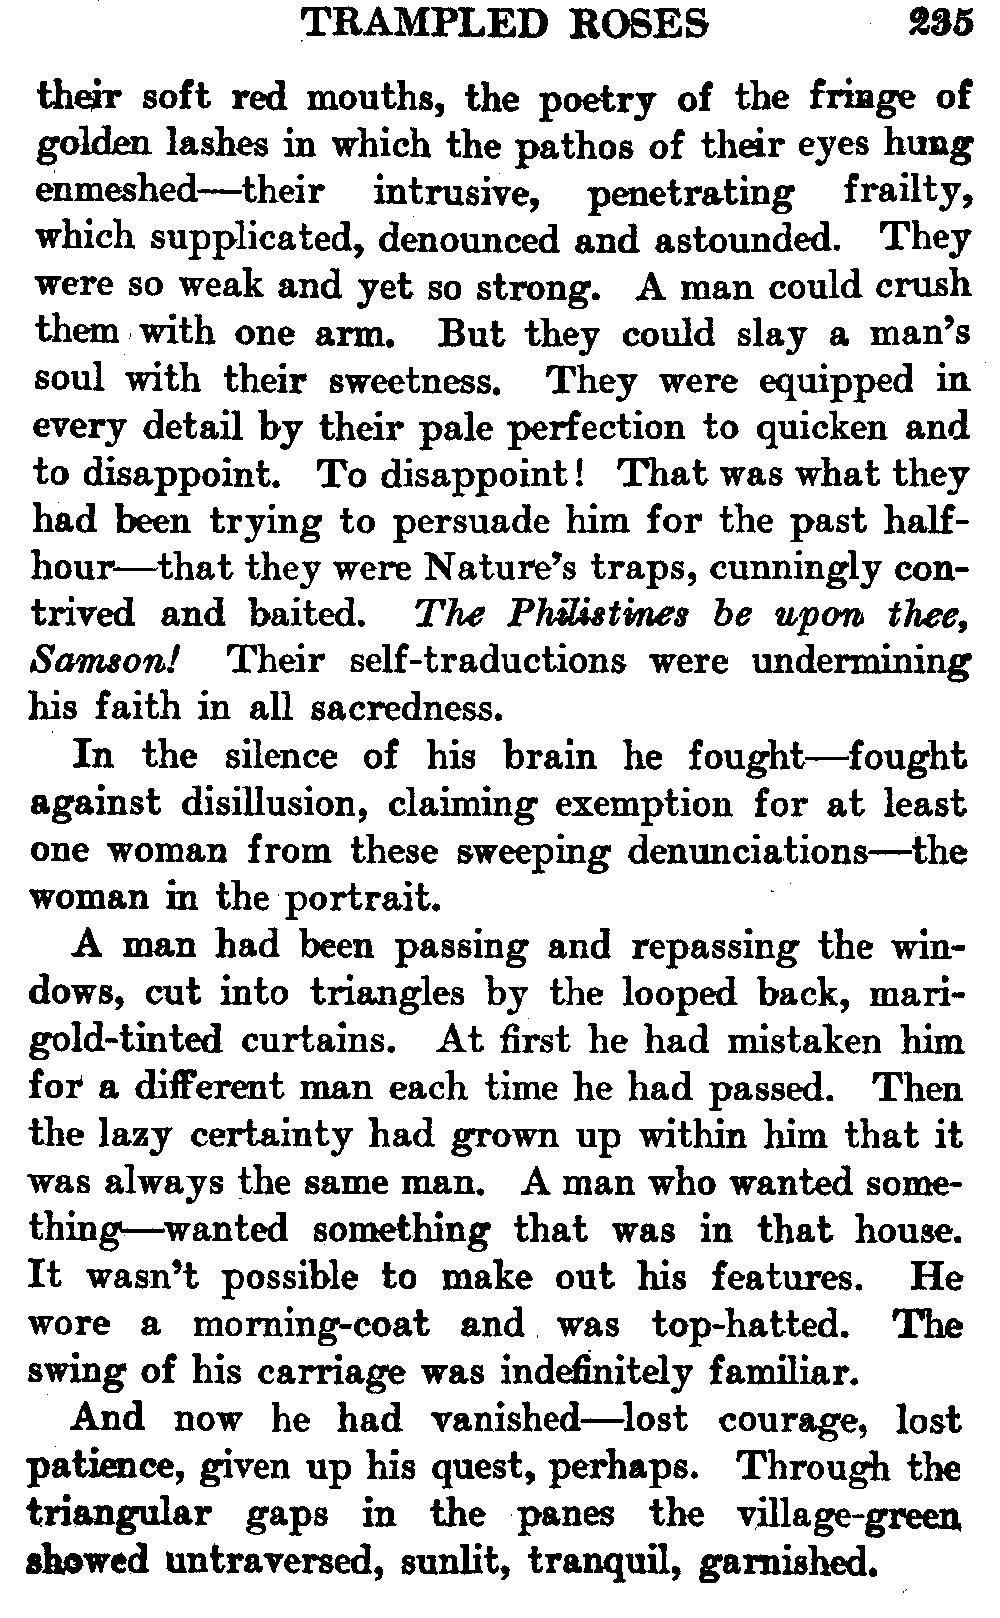 TRAMPLED ROSES 235
their soft red mouths, the poetry of the fringe of
golden lashes in which the pathos of their eyes hung
enmeshed—their intrusive, penetrating frailty,
which supplicated, denounced and astounded. They
were so weak and yet so strong. A man could crush
them with one arm. But they could slay a man's
soul with their sweetness. They were equipped in
every detail by their pale perfection to quicken and
to disappoint. To disappoint! That was what they
had been trying to persuade him for the past half-
hour—that they were Nature's traps, cunningly con-
trived and baited. The Philistines be upon thee,
Samson! Their self-traductions were undermining
his faith in all sacredness.
In the silence of his brain he fought—fought
against disillusion, claiming exemption for at least
one woman from these sweeping denunciations—the
woman in the portrait.
A man had been passing and repassing the win-
dows, cut into triangles by the looped back, mari-
gold-tinted curtains. At first he had mistaken him
for a different man each time he had passed. Then
the lazy certainty had grown up within him that it
was always the same man. A man who wanted some-
thing—wanted something that was in that house.
It wasn't possible to make out his features. He
wore a morning-coat and was top-hatted. The
swing of his carriage was indefinitely familiar.
And now he had vanished—lost courage, lost
patience, given up his quest, perhaps. Through the
triangular gaps in the panes the village-green
showed untraversed, sunlit, tranquil, garnished.